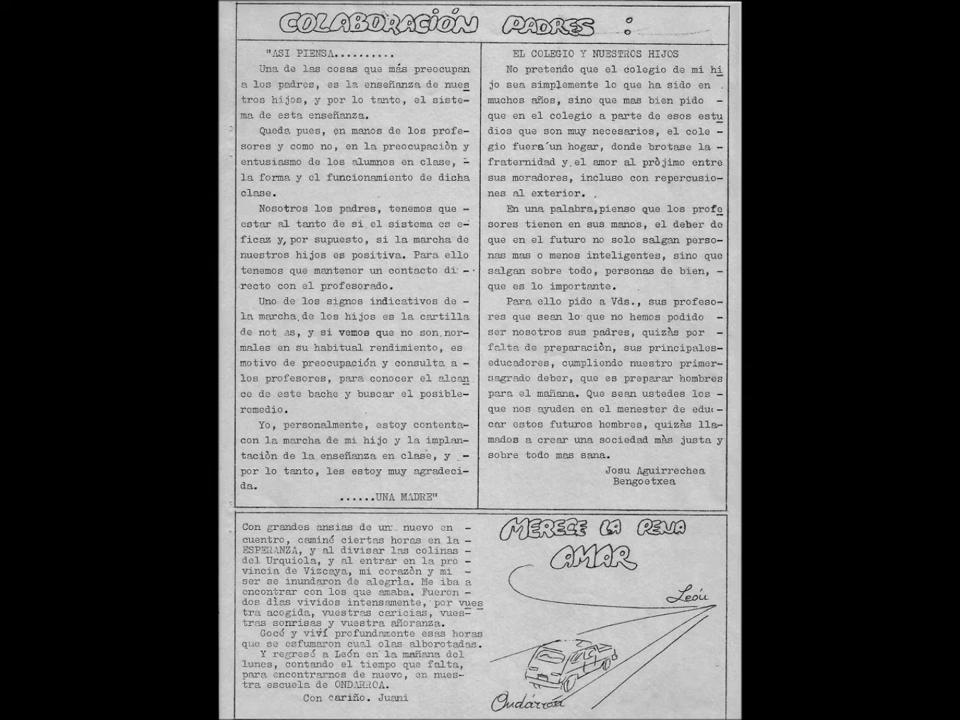 COLABORACIÓN PADRES :
"ASI PIENSA..........
Una de las cosas que más preocupan
a los padres, es la enseñanza de nues
tros hijos, y por lo tanto, el siste-
ma de esta enseñanza.
Queda pues, en manos de los profe-
sores y como no, en la preocupaciòn y
entusiasmo de los alumnos en clase, -
la forma y el funcionamiento de dicha
clase.
Nosotros los padres, tenemos que -
estar al tanto de si el sistema es e-
ficaz y, por supuesto, si la marcha de
nuestros hijos es positiva. Para ello
tenemos que mantener un contacto di --
recto con el profesorado.
Uno de los signos indicativos de -
la marcha de los hijos es la cartilla
de not as, y si vemos que no son nor-
males en su habitual rendimiento, es
motivo de preocupación y consulta a -
los profesores, para conocer el alcan
ce de este bache y buscar el posible-
remedio.
Yo, personalmente, estoy contenta-
con la marcha de mi hijo y la implan-
taciòn de la enseñanza en clase, y -
por lo tanto, les estoy muy agradeci-
da.
......UNA MADRE"
EL COLEGIO Y NUESTROS HIJOS
No pretendo que el colegio de mi hi
jo sea simplemente lo que ha sido en
muchos años, sino que mas bien pido -
que en el colegio a parte de esos estu
dios que son muy necesarios, el cole -
gio fuera un hogar, donde brotase la -
fraternidad y el amor al pròjimo entre
sus moradores, incluso con repercusio-
nes al exterior.
En una palabra, pienso que los profe
sores tienen en sus manos, el deber de
que en el futuro no solo salgan perso-
nas mas o menos inteligentes, sino que
salgan sobre todo, personas de bien, -
que es lo importante.
Para ello pido a Vds., sus profeso-
res que sean lo que no hemos podido -
ser nosotros sus padres, quizàs por -
falta de preparaciòn, sus principales-
educadores, cumpliendo nuestro primer-
sagrado deber, que es preparar hombres
para el mañana. Que sean ustedes los -
que nos ayuden en el menester de edu -
car estos futuros hombres, quizàs lla-
mados a crear una sociedad màs justa y
sobre todo mas sana.
Josu Aguirrechea
Bengoetxea
Con grandes ansias de un nuevo en -
cuentro, caminé ciertas horas en la -
ESPERANZA, y al divisar las colinas -
del Urquiola, y al entrar en la pro -
vincia de Vizcaya, mi corazòn y mi -
ser se inundaron de alegrìa. Me iba a
encontrar con los que amaba. Fueron -
dos dìas vividos intensamente, por vues
tra acogida, vuestras caricias, vues-
tras sonrisas y vuestra añoranza.
Gocé y viví profundamente esas horas
que se esfumaron cual olas alborotadas.
Y regresé a León en la mañana del
lunes, contando el tiempo que falta,
para encontrarnos de nuevo, en nues-
tra escuela de ONDARROA.
Con cariño. Juani
MERECE LA PENA
AMAR
León
Ondárroa